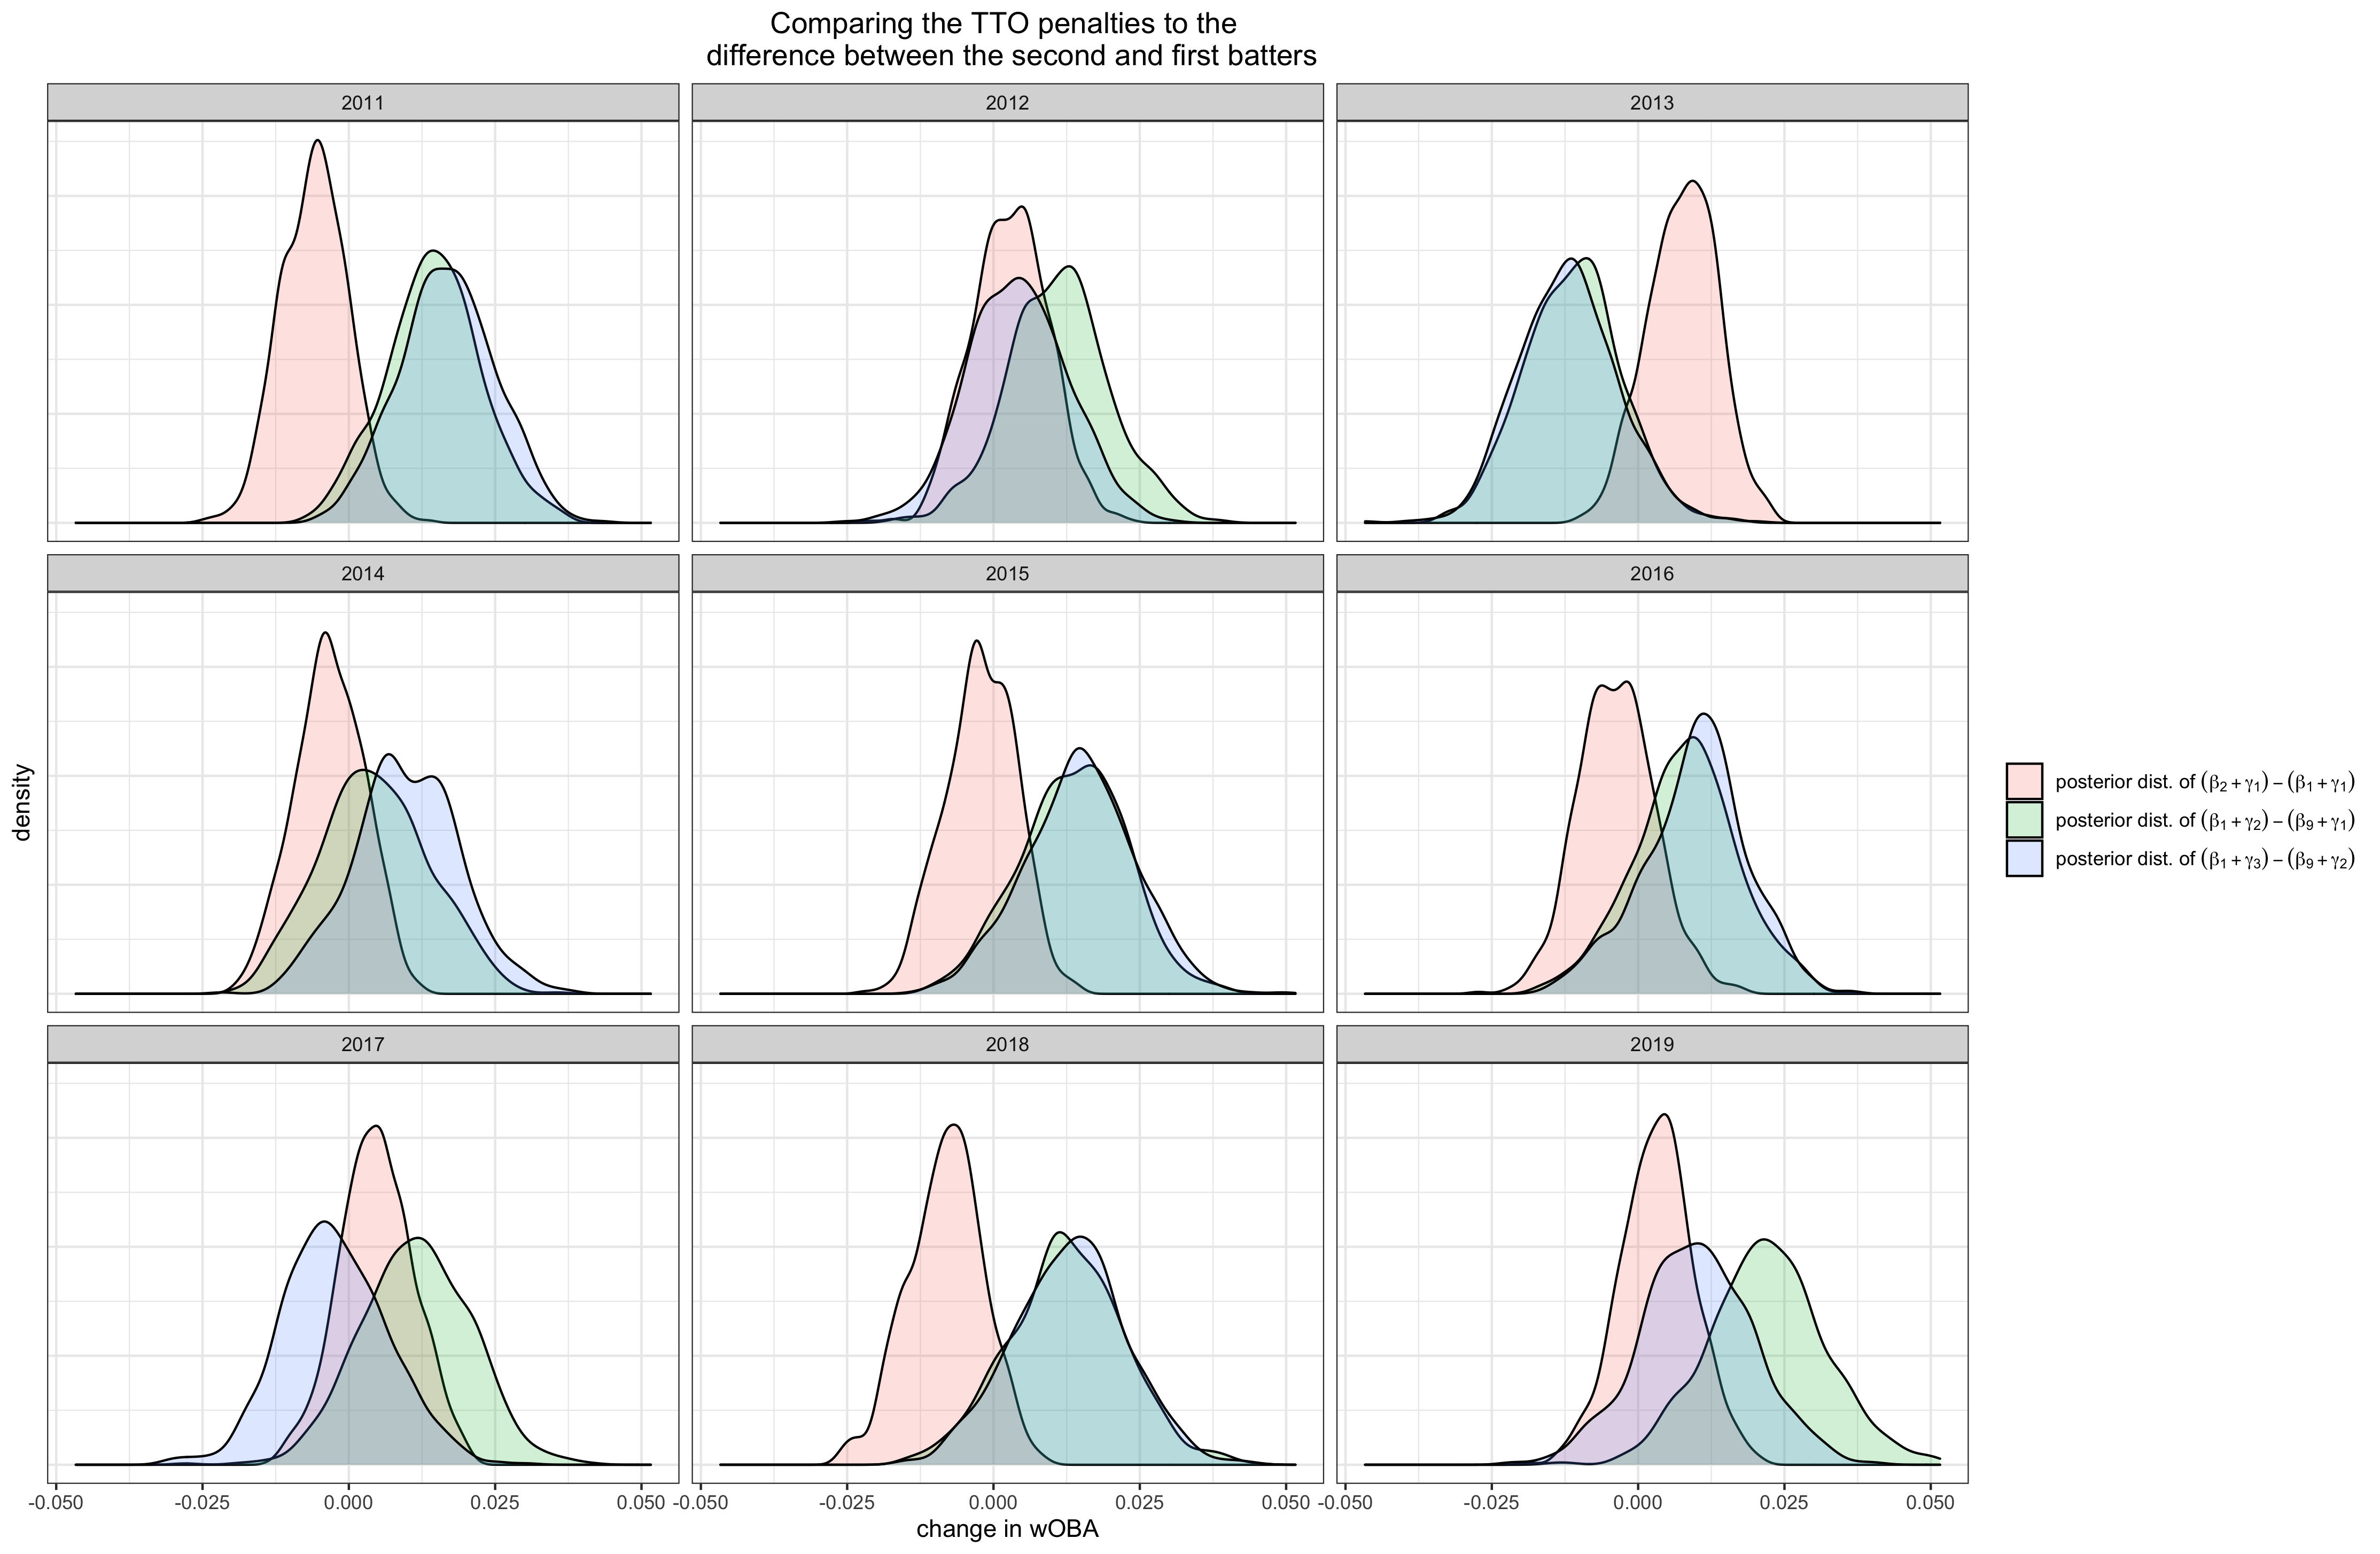 Comparing the TTO penalties to the
difference between the second and first batters
2011
2012
2013
2014
2015
2016
2017
2018
2019
density
-0.050 -0.025 0.000 0.025 0.050 -0.050 -0.025 0.000 0.025 0.050 -0.050 -0.025 0.000 0.025 0.050
change in wOBA
posterior dist. of (β₂ + γ₁) − (β₁ + γ₁)
posterior dist. of (β₁ + γ₂) − (β₉ + γ₁)
posterior dist. of (β₁ + γ₃) − (β₉ + γ₂)